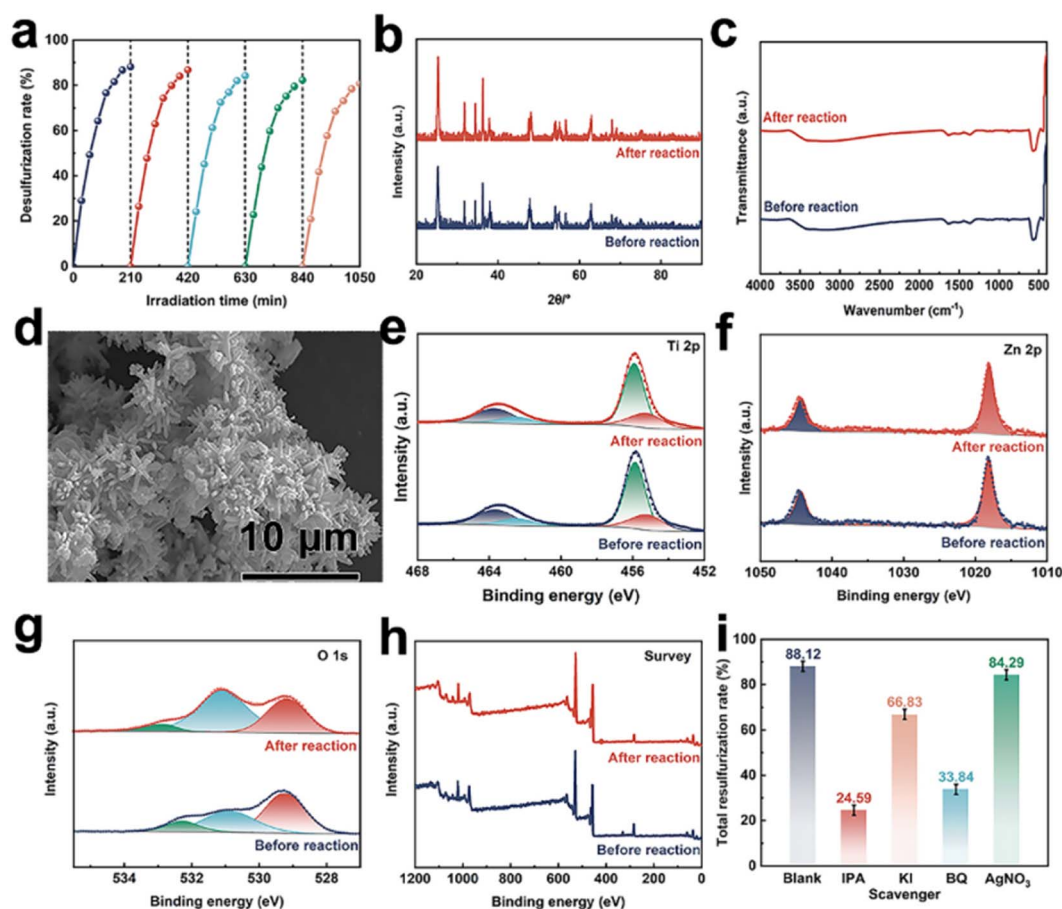 a
Desulfurization rate (%)
100
80
60
40
20
0
0 210 420 630 840 1050
Irradiation time (min)
b
Intensity (a.u.)
After reaction
Before reaction
20 40 60 80
2θ/°
c
Transmittance (a.u.)
After reaction
Before reaction
4000 3500 3000 2500 2000 1500 1000 500
Wavenumber (cm⁻¹)
d
10 µm
e
Ti 2p
Intensity (a.u.)
After reaction
Before reaction
468 464 460 456 452
Binding energy (eV)
f
Zn 2p
Intensity (a.u.)
After reaction
Before reaction
1050 1040 1030 1020 1010
Binding energy (eV)
g
O 1s
Intensity (a.u.)
After reaction
Before reaction
534 532 530 528
Binding energy (eV)
h
Survey
Intensity (a.u.)
After reaction
Before reaction
1200 1000 800 600 400 200 0
Binding energy (eV)
i
Total resulfurization rate (%)
100
80
60
40
20
0
88.12
24.59
66.83
33.84
84.29
Blank IPA KI BQ AgNO₃
Scavenger